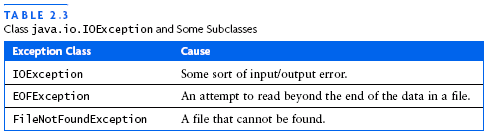 TABLE 2.3
Class java.io.IOException and Some Subclasses
Exception Class Cause
IOException Some sort of input/output error.
EOFException An attempt to read beyond the end of the data in a file.
FileNotFoundException A file that cannot be found.